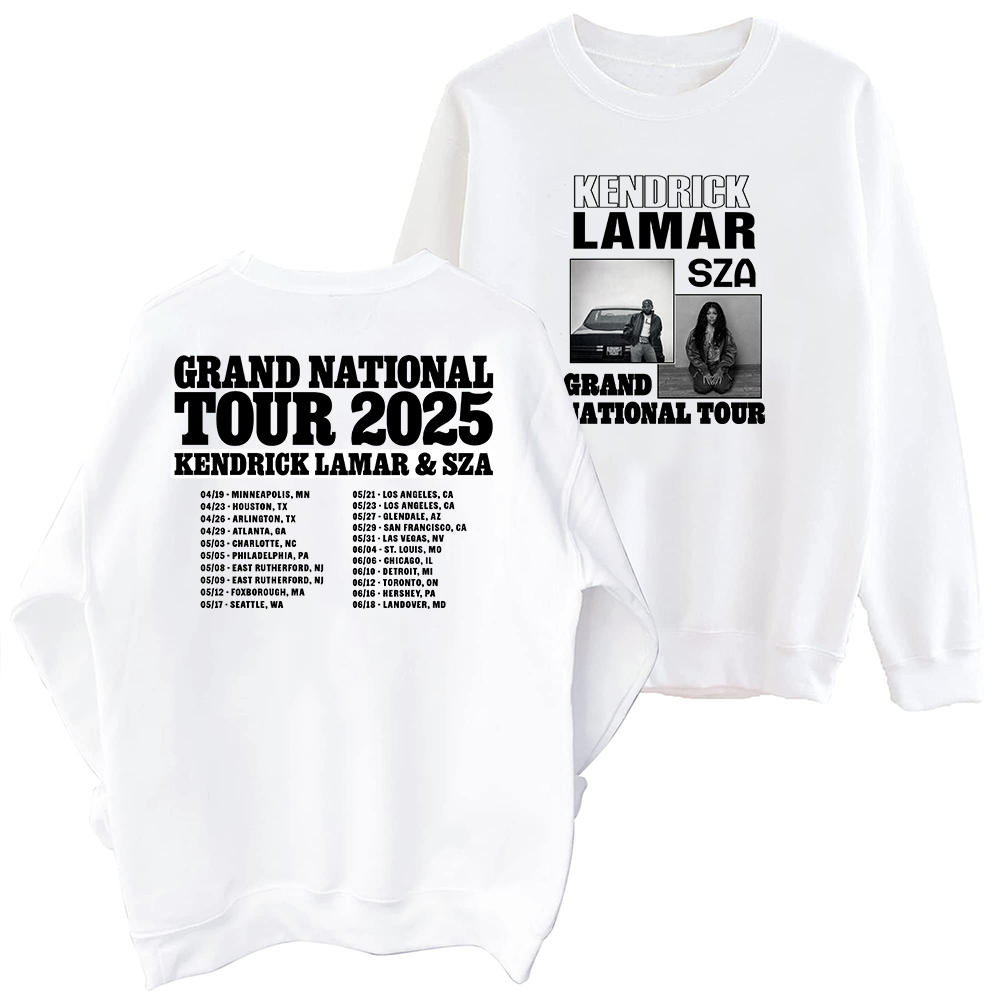 GRAND NATIONAL
TOUR 2025
KENDRICK LAMAR & SZA
04/19 - MINNEAPOLIS, MN
04/23 - HOUSTON, TX
04/26 - ARLINGTON, TX
04/29 - ATLANTA, GA
05/03 - CHARLOTTE, NC
05/05 - PHILADELPHIA, PA
05/08 - EAST RUTHERFORD, NJ
05/09 - EAST RUTHERFORD, NJ
05/12 - FOXBOROUGH, MA
05/17 - SEATTLE, WA
05/21 - LOS ANGELES, CA
05/23 - LOS ANGELES, CA
05/27 - GLENDALE, AZ
05/29 - SAN FRANCISCO, CA
05/31 - LAS VEGAS, NV
06/04 - ST. LOUIS, MO
06/06 - CHICAGO, IL
06/10 - DETROIT, MI
06/12 - TORONTO, ON
06/16 - HERSHEY, PA
06/18 - LANDOVER, MD
KENDRICK
LAMAR
SZA
GRAND
NATIONAL TOUR